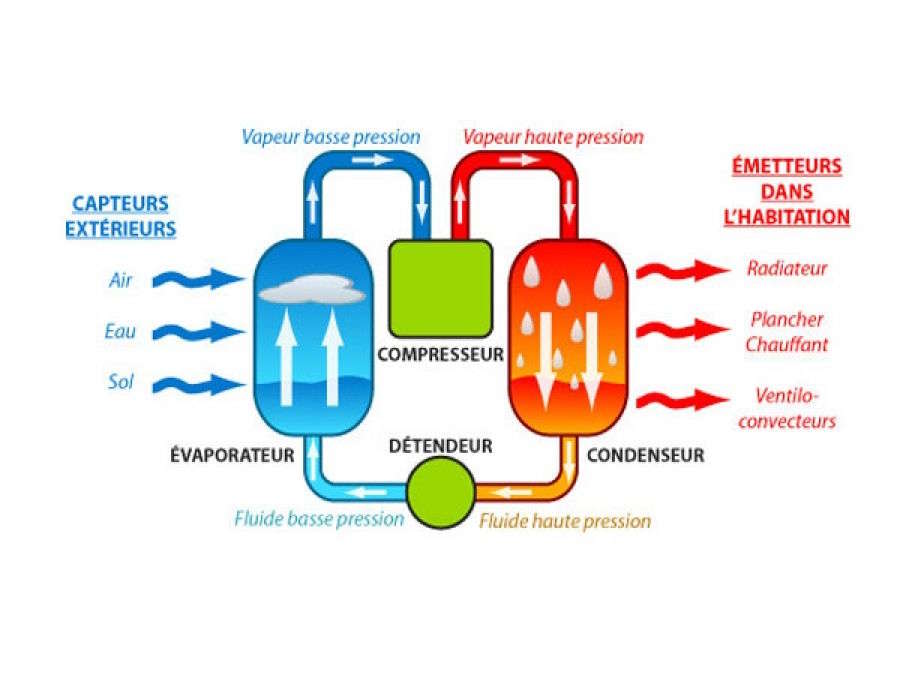 Vapeur basse pression
Vapeur haute pression
CAPTEURS
EXTÉRIEURS
Air
Eau
Sol
ÉMETTEURS
DANS
L'HABITATION
Radiateur
Plancher
Chauffant
Ventilo-
convecteurs
COMPRESSEUR
ÉVAPORATEUR
DÉTENDEUR
CONDENSEUR
Fluide basse pression
Fluide haute pression